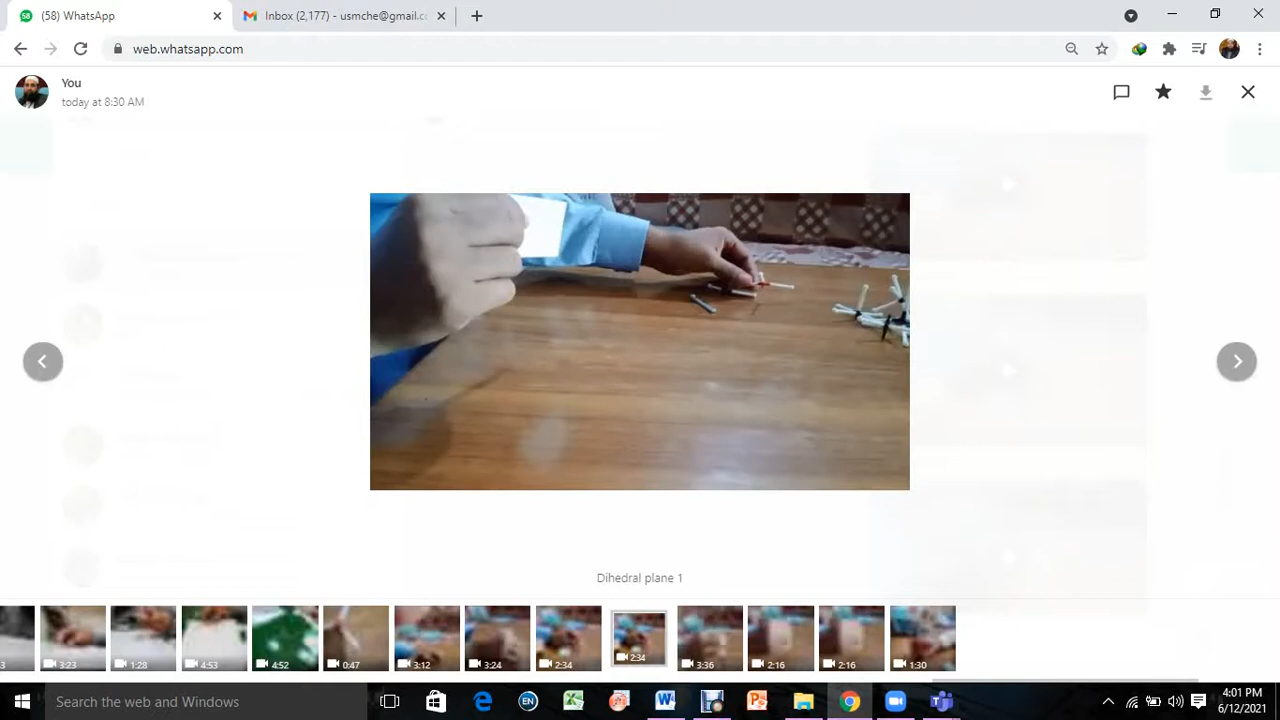 (58) WhatsApp
Inbox (2,177) - usmche@gmail.c
web.whatsapp.com
You
today at 8:30 AM
Dihedral plane 1
3
3:23
1:28
4:53
4:52
0:47
3:12
3:24
2:34
2:34
3:36
2:16
2:16
1:30
Search the web and Windows
EN
4:01 PM
6/12/2021